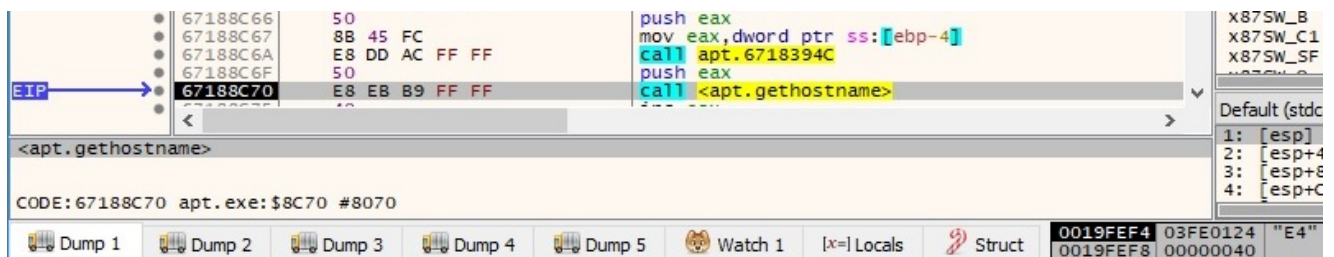 67188C66 50 push eax
67188C67 8B 45 FC mov eax,dword ptr ss:[ebp-4]
67188C6A E8 DD AC FF FF call apt.6718394C
67188C6F 50 push eax
EIP 67188C70 E8 EB B9 FF FF call <apt.gethostname>
x87SW_B
x87SW_C1
x87SW_SF
Default (stdc
1: [esp]
2: [esp+4
3: [esp+8
4: [esp+C
<apt.gethostname>
CODE:67188C70 apt.exe:$8C70 #8070
Dump 1 Dump 2 Dump 3 Dump 4 Dump 5 Watch 1 [x=] Locals Struct
0019FEF4 03FE0124 "E4"
0019FEF8 00000040